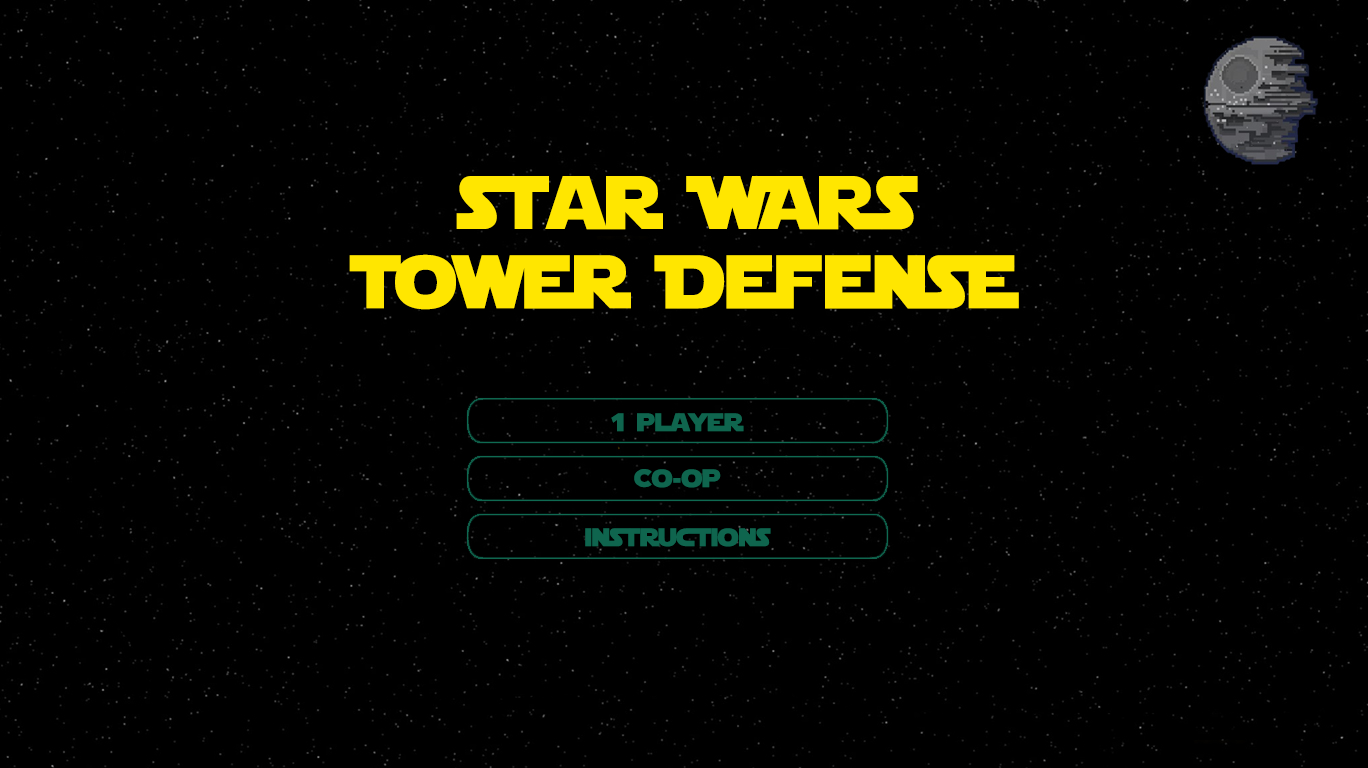 STAR WARS
TOWER DEFENSE
1 PLAYER
CO-OP
INSTRUCTIONS